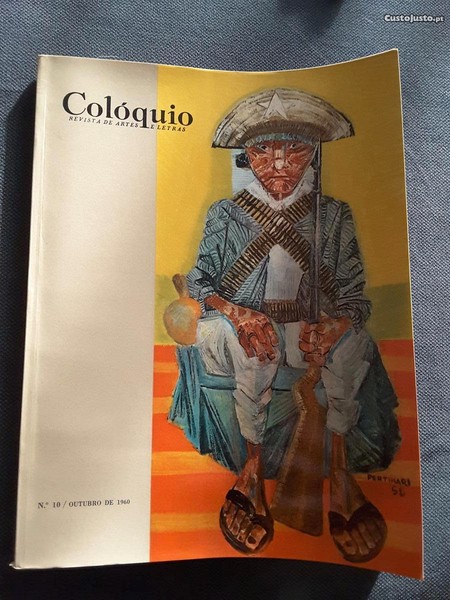 CustoJusto.pt
Colóquio
REVISTA DE ARTES E LETRAS
PORTINARI
58
N.º 10 / OUTUBRO DE 1960